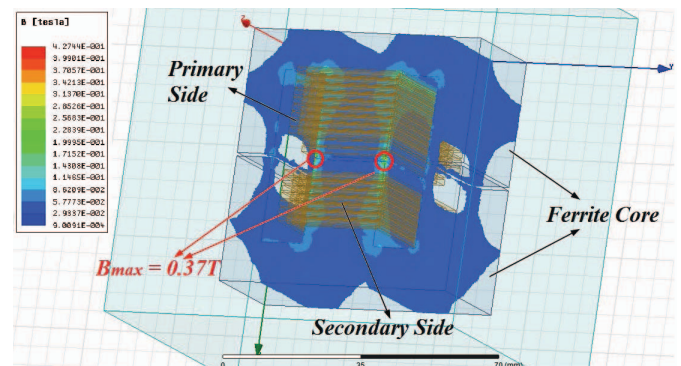 B [tesla]
4.2744E-001
3.9901E-001
3.7057E-001
3.4213E-001
3.1370E-001
2.8526E-001
2.5683E-001
2.2839E-001
1.9995E-001
1.7152E-001
1.4308E-001
1.1465E-001
8.6209E-002
5.7773E-002
2.9337E-002
9.0091E-004
Primary
Side
Y
Ferrite Core
Bmax = 0.37T
Secondary Side
0
35
70 (mm)